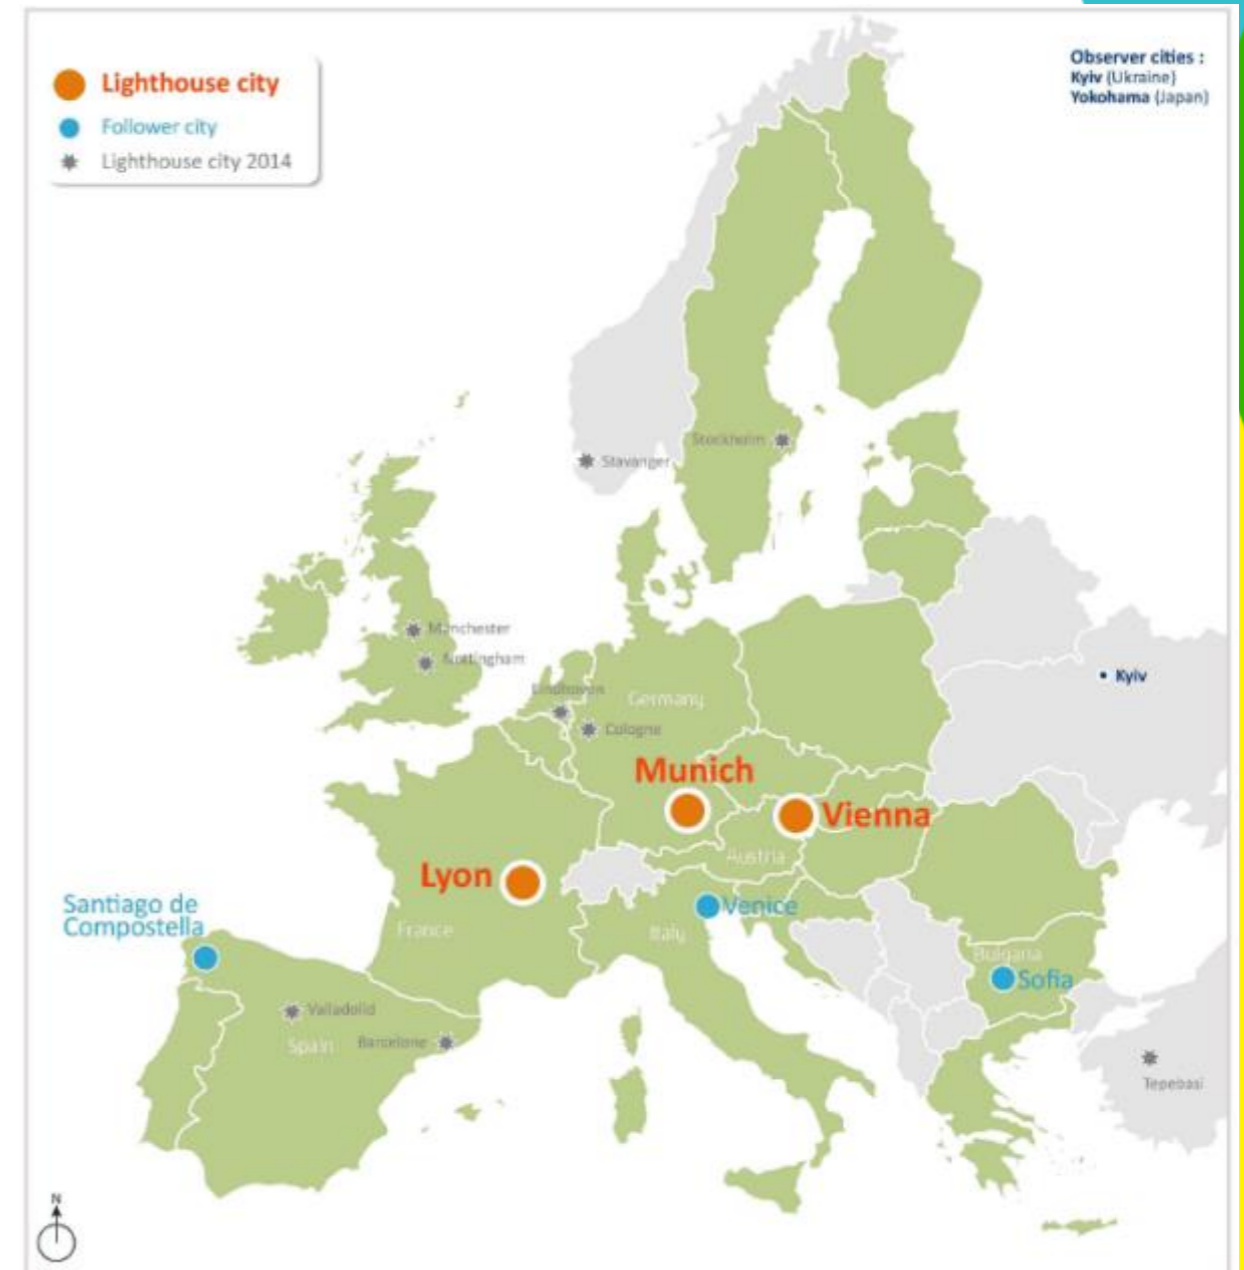 Lighthouse city
Follower city
Lighthouse city 2014
Observer cities :
Kyiv (Ukraine)
Yokohama (Japan)
Stockholm
Stavanger
Manchester
Nottingham
Eindhoven
Germany
Cologne
Kyiv
Munich
Vienna
Austria
Lyon
Santiago de
Compostella
Venice
France
Italy
Bulgaria
Sofia
Valladolid
Spain
Barcelone
Tepebasi
N